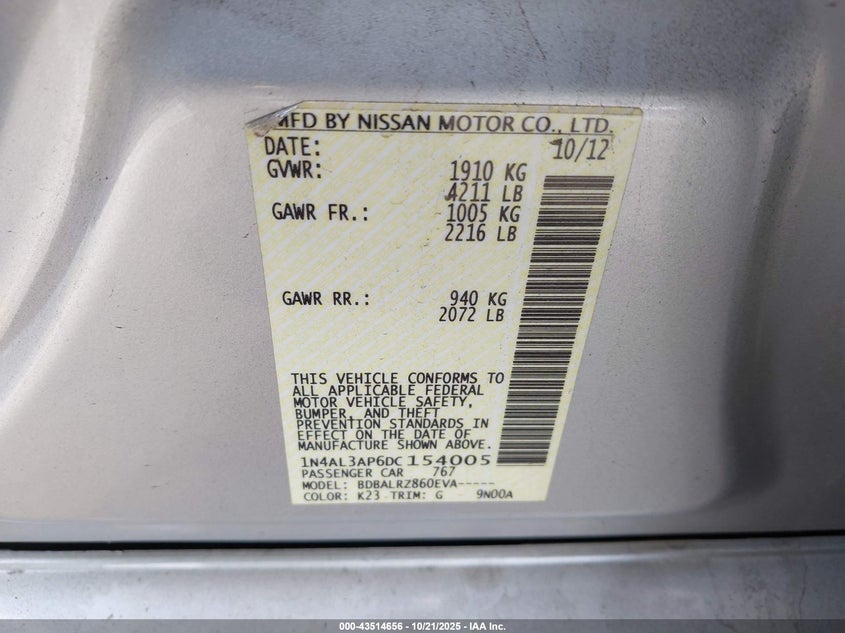 MFD BY NISSAN MOTOR CO., LTD.
DATE: 10/12
GVWR: 1910 KG
4211 LB
GAWR FR.: 1005 KG
2216 LB
GAWR RR.: 940 KG
2072 LB
THIS VEHICLE CONFORMS TO
ALL APPLICABLE FEDERAL
MOTOR VEHICLE SAFETY,
BUMPER, AND THEFT
PREVENTION STANDARDS IN
EFFECT ON THE DATE OF
MANUFACTURE SHOWN ABOVE.
1N4AL3AP6DC 154005
PASSENGER CAR 767
MODEL: BDBALRZ860EVA-----
COLOR: K23 TRIM: G 9N00A
000-43514656 - 10/21/2025 - IAA Inc.